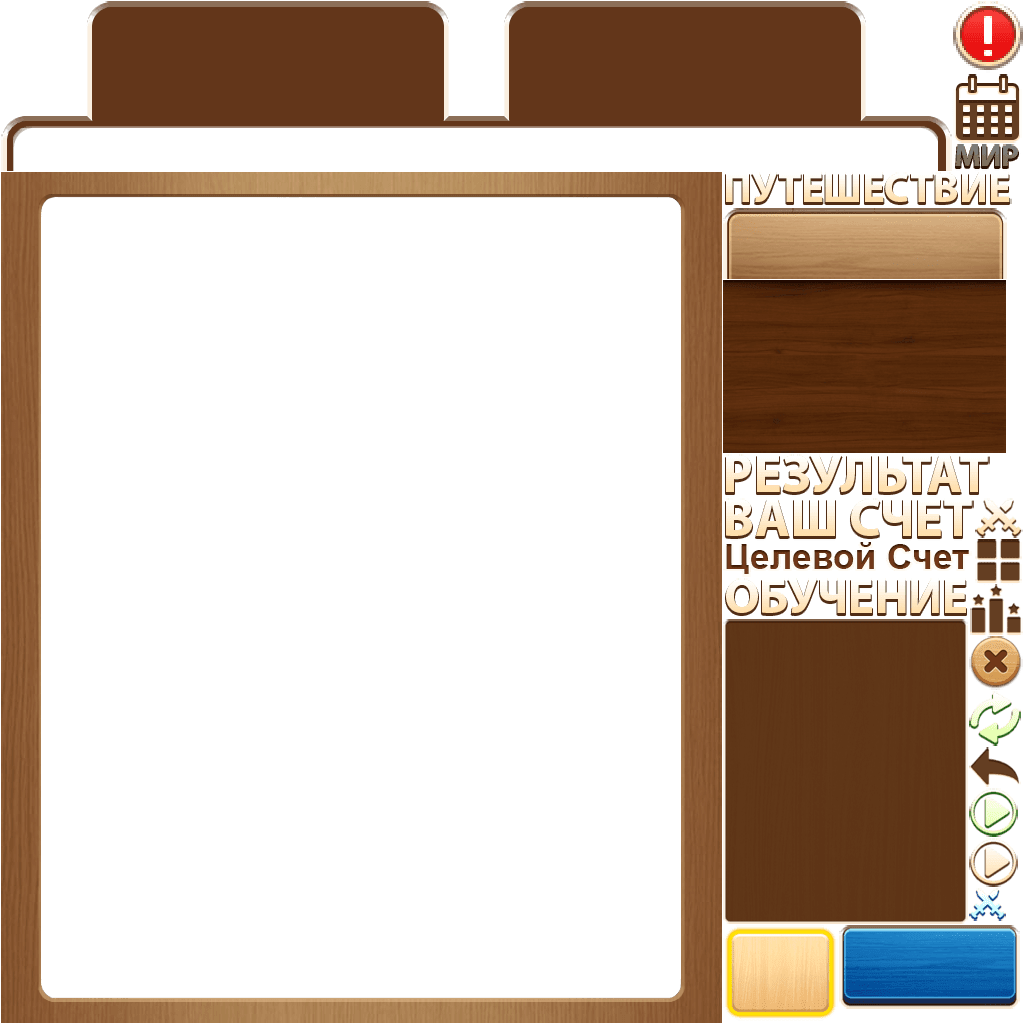 МИР
ПУТЕШЕСТВИЕ
РЕЗУЛЬТАТ
ВАШ СЧЕТ
Целевой Счет
ОБУЧЕНИЕ